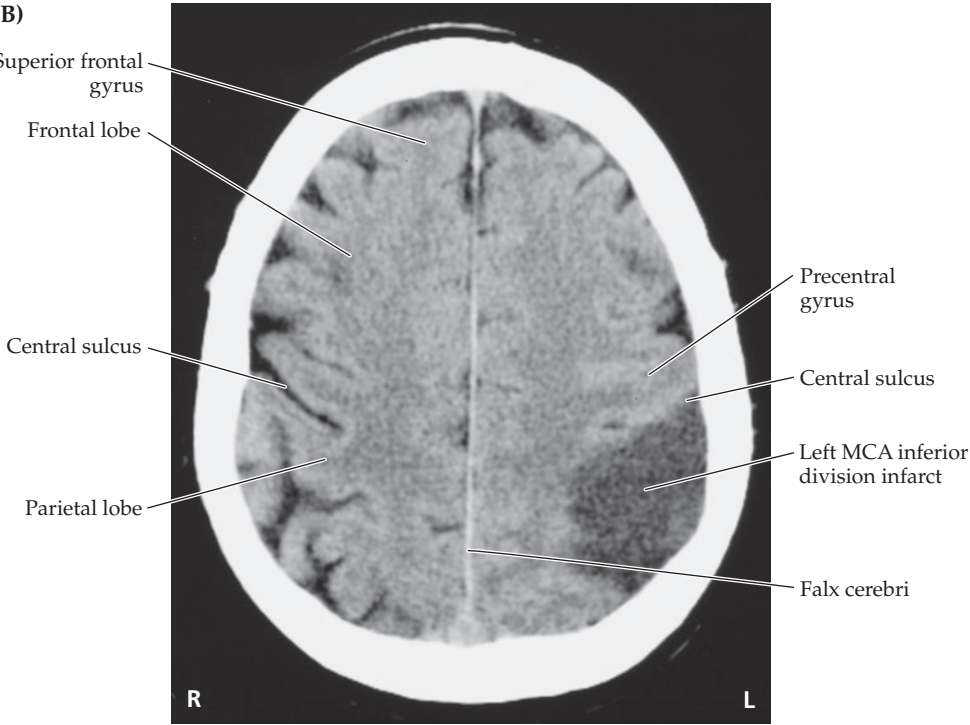 B)
Superior frontal
gyrus
Frontal lobe
Central sulcus
Parietal lobe
Precentral
gyrus
Central sulcus
Left MCA inferior
division infarct
Falx cerebri
R
L